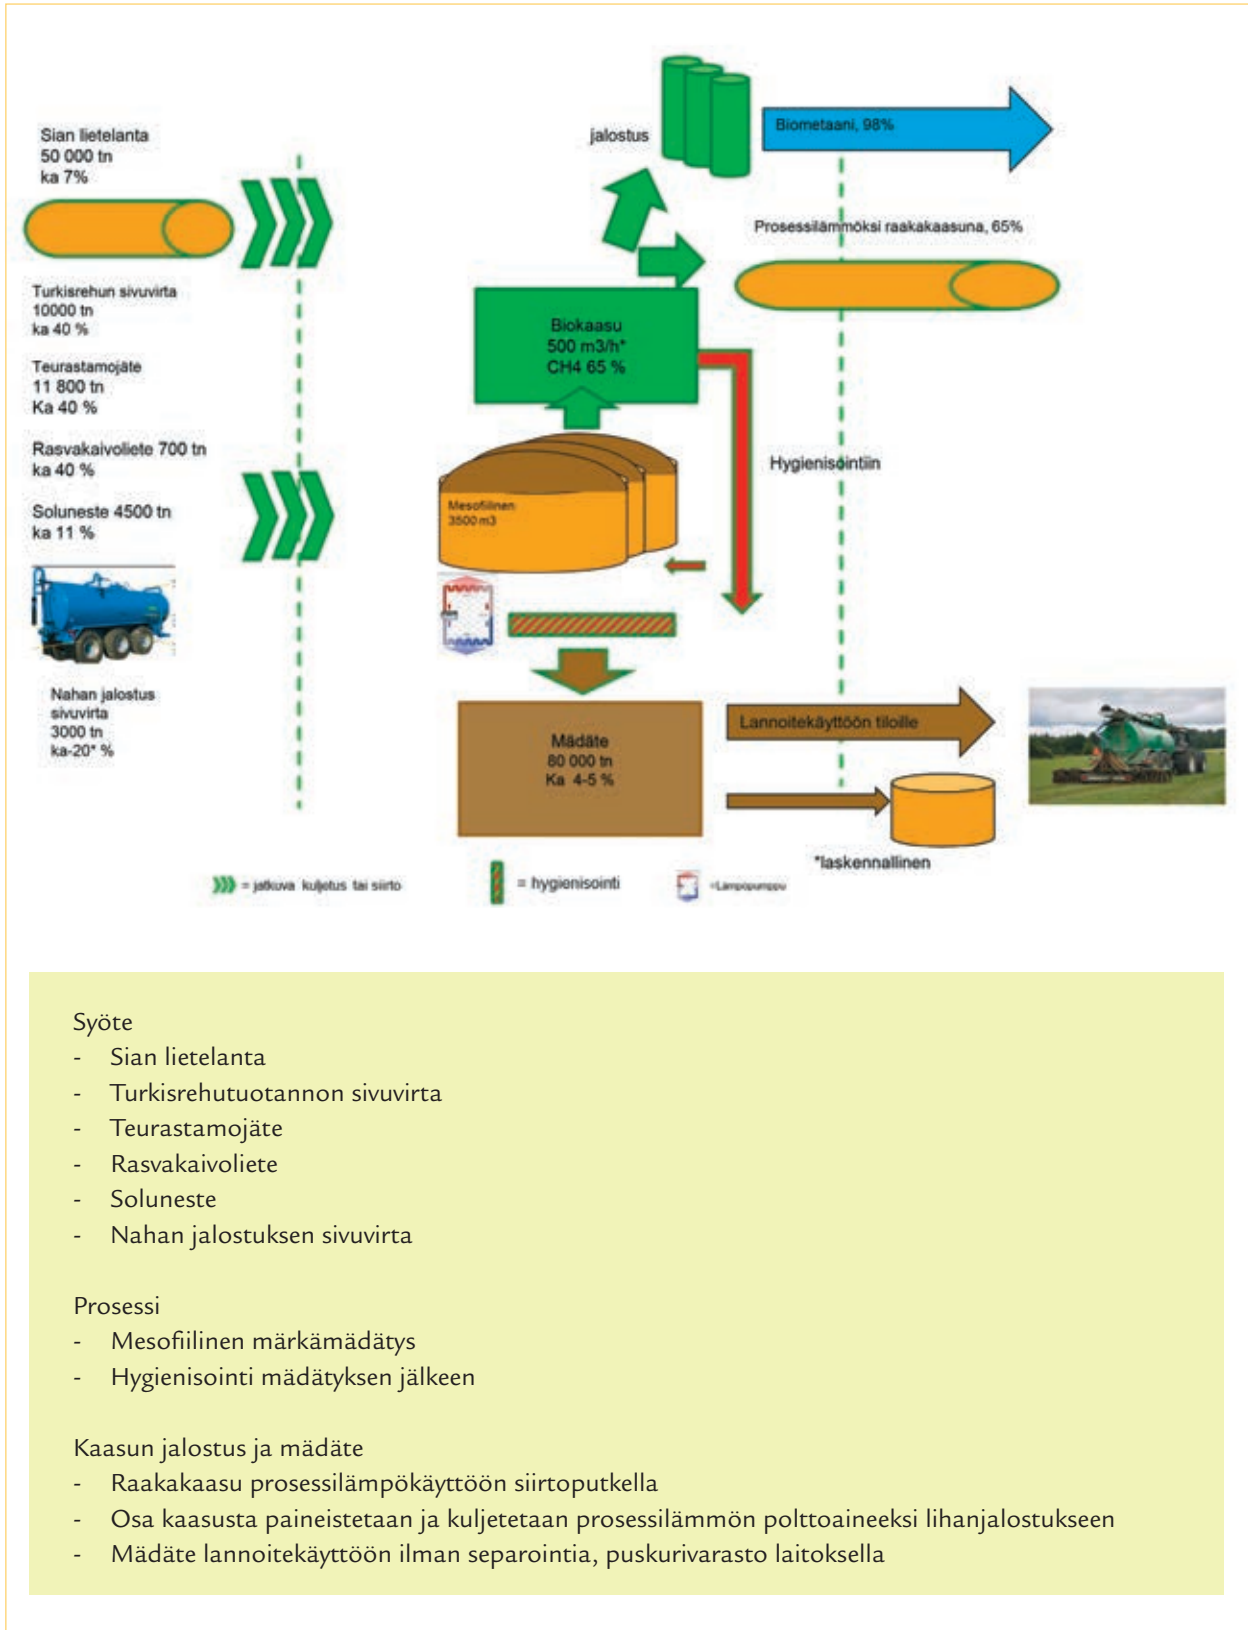 Sian lietelanta
50 000 tn
ka 7%
Turkisrehun sivuvirta
10000 tn
ka 40 %
Teurastamojäte
11 800 tn
Ka 40 %
Rasvakaivoliete 700 tn
ka 40 %
Soluneste 4500 tn
ka 11 %
Nahan jalostus
sivuvirta
3000 tn
ka-20* %
jalostus
Biometaani, 98%
Prosessilämmöksi raakakaasuna, 65%
Biokaasu
500 m3/h*
CH4 65 %
Mesofiilinen
3500 m3
Hygienisointiin
Mädäte
80 000 tn
Ka 4-5 %
Lannoitekäyttöön tiloille
*laskennallinen
= jatkuva kuljetus tai siirto
= hygienisointi
=Lämpöpumppu
Syöte
- Sian lietelanta
- Turkisrehutuotannon sivuvirta
- Teurastamojäte
- Rasvakaivoliete
- Soluneste
- Nahan jalostuksen sivuvirta
Prosessi
- Mesofiilinen märkämädätys
- Hygienisointi mädätyksen jälkeen
Kaasun jalostus ja mädäte
- Raakakaasu prosessilämpökäyttöön siirtoputkella
- Osa kaasusta paineistetaan ja kuljetetaan prosessilämmön polttoaineeksi lihanjalostukseen
- Mädäte lannoitekäyttöön ilman separointia, puskurivarasto laitoksella